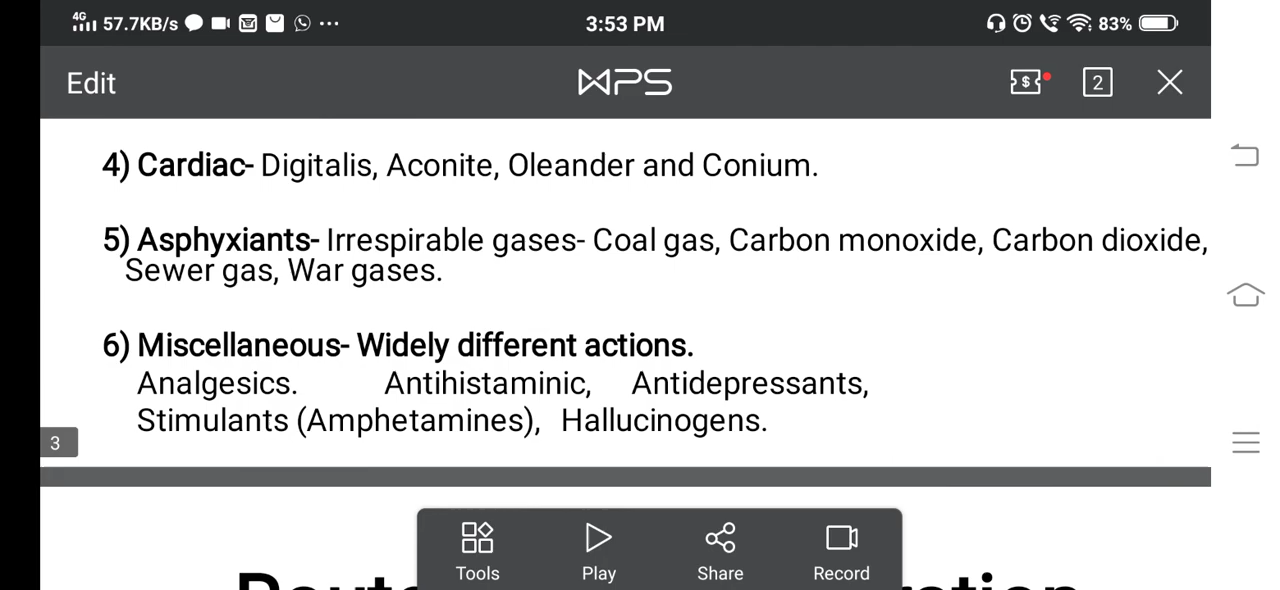 4G 57.7KB/s 3:53 PM 83%
Edit WPS 2
4) Cardiac- Digitalis, Aconite, Oleander and Conium.
5) Asphyxiants- Irrespirable gases- Coal gas, Carbon monoxide, Carbon dioxide,
Sewer gas, War gases.
6) Miscellaneous- Widely different actions.
Analgesics. Antihistaminic, Antidepressants,
Stimulants (Amphetamines), Hallucinogens.
3
Tools Play Share Record